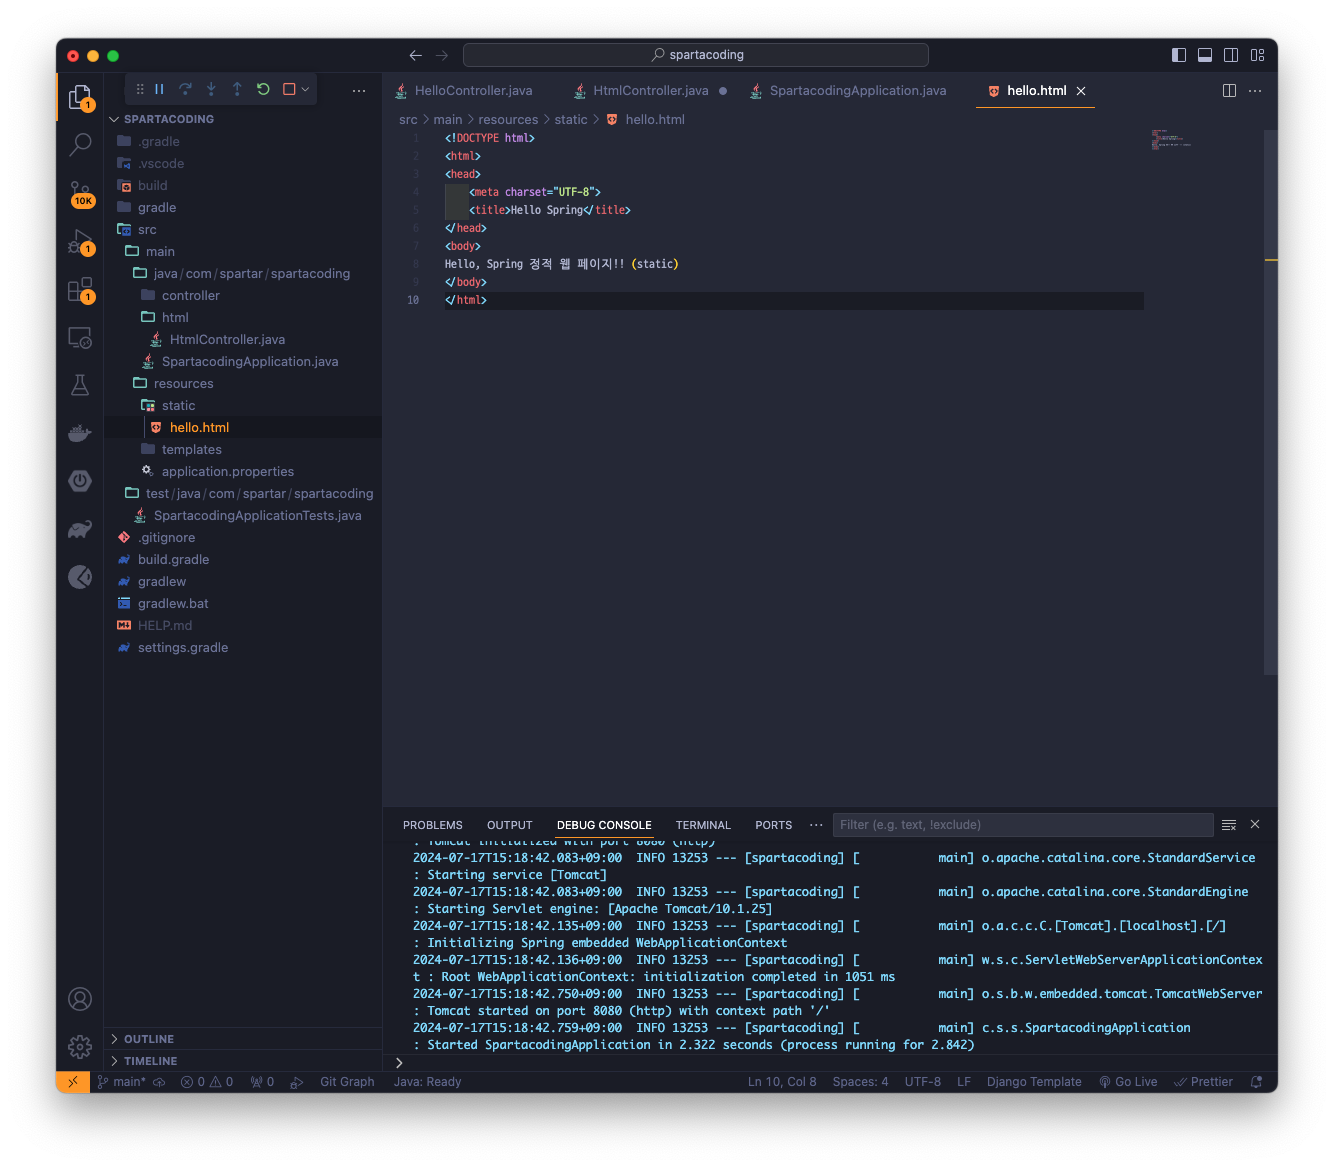 spartacoding
HelloController.java
HtmlController.java
SpartacodingApplication.java
hello.html
src > main > resources > static > hello.html
1
1
10K
1
1
SPARTACODING
.gradle
.vscode
build
gradle
src
main
java/com/spartar/spartacoding
controller
html
HtmlController.java
SpartacodingApplication.java
resources
static
hello.html
templates
application.properties
test/java/com/spartar/spartacoding
SpartacodingApplicationTests.java
.gitignore
build.gradle
gradlew
gradlew.bat
HELP.md
settings.gradle
OUTLINE
TIMELINE
1 <!DOCTYPE html>
2 <html>
3 <head>
4 <meta charset="UTF-8">
5 <title>Hello Spring</title>
6 </head>
7 <body>
8 Hello, Spring 정적 웹 페이지!! (static)
9 </body>
10 </html>
PROBLEMS OUTPUT DEBUG CONSOLE TERMINAL PORTS
Filter (e.g. text, !exclude)
: Tomcat initialized with port 8080 (http)
2024-07-17T15:18:42.083+09:00 INFO 13253 --- [spartacoding] [ main] o.apache.catalina.core.StandardService
: Starting service [Tomcat]
2024-07-17T15:18:42.083+09:00 INFO 13253 --- [spartacoding] [ main] o.apache.catalina.core.StandardEngine
: Starting Servlet engine: [Apache Tomcat/10.1.25]
2024-07-17T15:18:42.135+09:00 INFO 13253 --- [spartacoding] [ main] o.a.c.c.C.[Tomcat].[localhost].[/]
: Initializing Spring embedded WebApplicationContext
2024-07-17T15:18:42.136+09:00 INFO 13253 --- [spartacoding] [ main] w.s.c.ServletWebServerApplicationContex
t : Root WebApplicationContext: initialization completed in 1051 ms
2024-07-17T15:18:42.750+09:00 INFO 13253 --- [spartacoding] [ main] o.s.b.w.embedded.tomcat.TomcatWebServer
: Tomcat started on port 8080 (http) with context path '/'
2024-07-17T15:18:42.759+09:00 INFO 13253 --- [spartacoding] [ main] c.s.s.SpartacodingApplication
: Started SpartacodingApplication in 2.322 seconds (process running for 2.842)
>
main* 0 0 0 Git Graph Java: Ready Ln 10, Col 8 Spaces: 4 UTF-8 LF Django Template Go Live Prettier